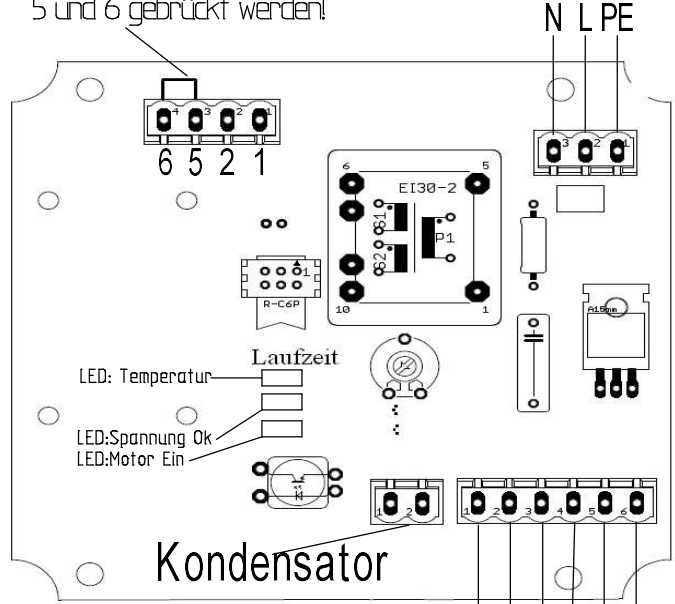 5 und 6 gebrückt werden!
N L PE
4 3 2 1
6 5 2 1
3 2 1
6 5
EI30-2
S1
P1
S2
10 1
1
R-C6P
A15mm
Laufzeit
LED: Temperatur
LED:Spannung Ok
LED:Motor Ein
1 2
1 2 3 4 5 6
Kondensator